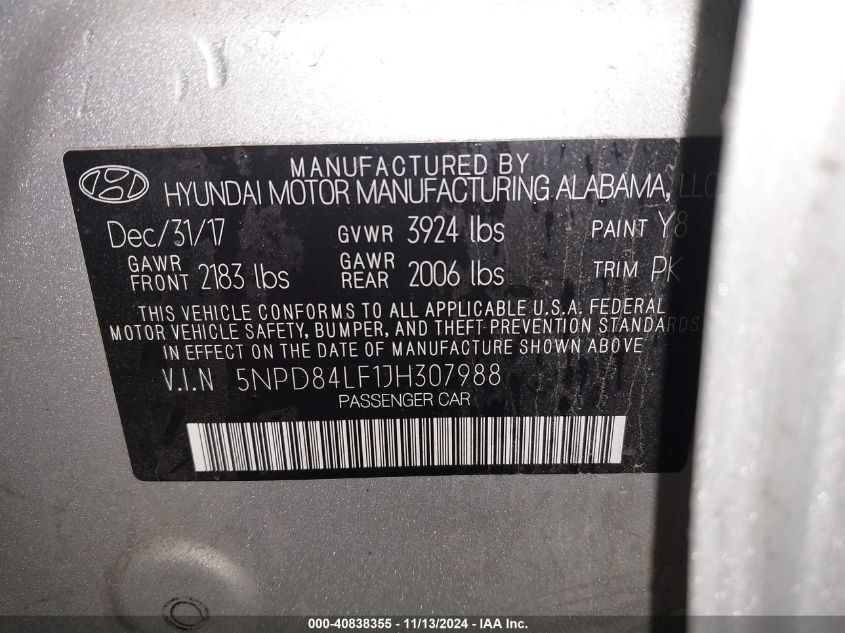 MANUFACTURED BY
HYUNDAI MOTOR MANUFACTURING ALABAMA, LLC
Dec/31/17 GVWR 3924 lbs PAINT Y8
GAWR FRONT 2183 lbs GAWR REAR 2006 lbs TRIM PK
THIS VEHICLE CONFORMS TO ALL APPLICABLE U.S.A. FEDERAL
MOTOR VEHICLE SAFETY, BUMPER, AND THEFT PREVENTION STANDARDS
IN EFFECT ON THE DATE OF MANUFACTURE SHOWN ABOVE
V.I.N 5NPD84LF1JH307988
PASSENGER CAR
000-40838355 - 11/13/2024 - IAA Inc.